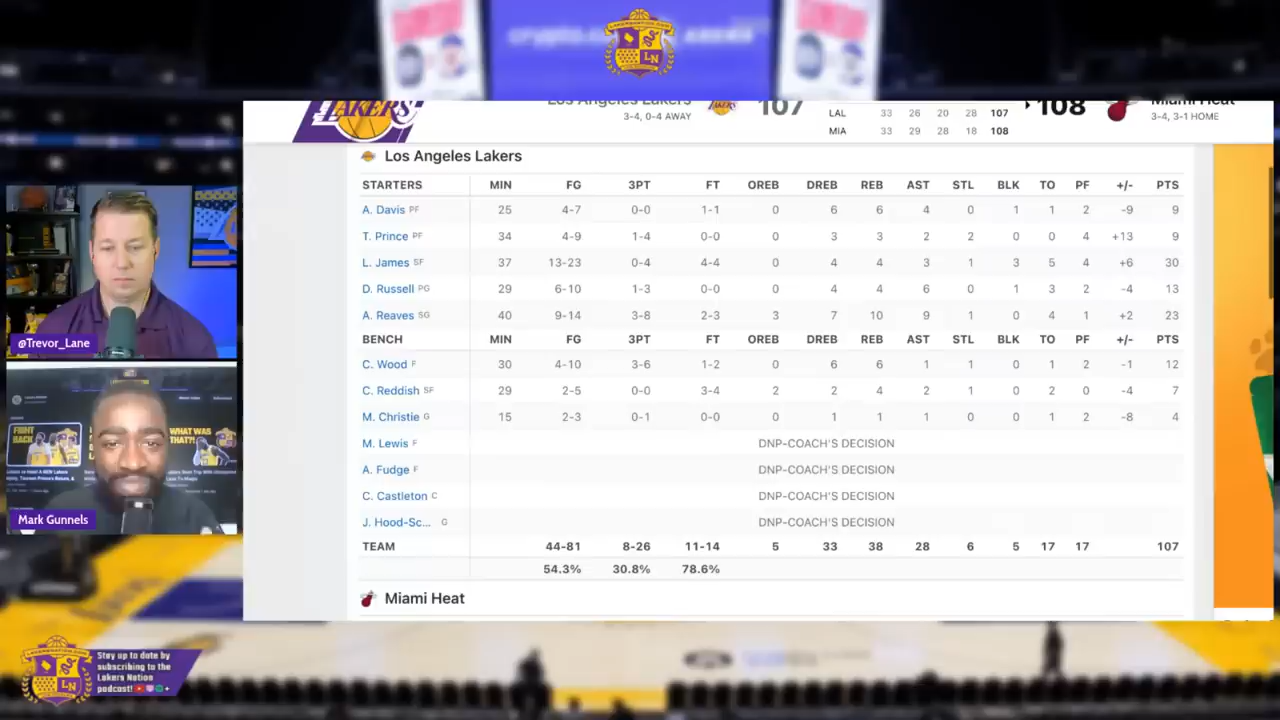 LAKERSNATION.COM
LN
LAKERS
Los Angeles Lakers
3-4, 0-4 AWAY
107
LAL 33 26 20 28 107
MIA 33 29 28 18 108
108
Miami Heat
3-4, 3-1 HOME
Los Angeles Lakers
STARTERS MIN FG 3PT FT OREB DREB REB AST STL BLK TO PF +/- PTS
A. Davis PF 25 4-7 0-0 1-1 0 6 6 4 0 1 1 2 -9 9
T. Prince PF 34 4-9 1-4 0-0 0 3 3 2 2 0 0 4 +13 9
L. James SF 37 13-23 0-4 4-4 0 4 4 3 1 3 5 4 +6 30
D. Russell PG 29 6-10 1-3 0-0 0 4 4 6 0 1 3 2 -4 13
A. Reaves SG 40 9-14 3-8 2-3 3 7 10 9 1 0 4 1 +2 23
BENCH MIN FG 3PT FT OREB DREB REB AST STL BLK TO PF +/- PTS
C. Wood F 30 4-10 3-6 1-2 0 6 6 1 1 0 1 2 -1 12
C. Reddish SF 29 2-5 0-0 3-4 2 2 4 2 1 0 2 0 -4 7
M. Christie G 15 2-3 0-1 0-0 0 1 1 1 0 0 1 2 -8 4
M. Lewis F DNP-COACH'S DECISION
A. Fudge F DNP-COACH'S DECISION
C. Castleton C DNP-COACH'S DECISION
J. Hood-Sc... G DNP-COACH'S DECISION
TEAM 44-81 8-26 11-14 5 33 38 28 6 5 17 17 107
54.3% 30.8% 78.6%
Miami Heat
@Trevor_Lane
FIGHT
BACK
WHAT WAS
THAT?!
Mark Gunnels
LN
Stay up to date by
subscribing to the
Lakers Nation
podcast!